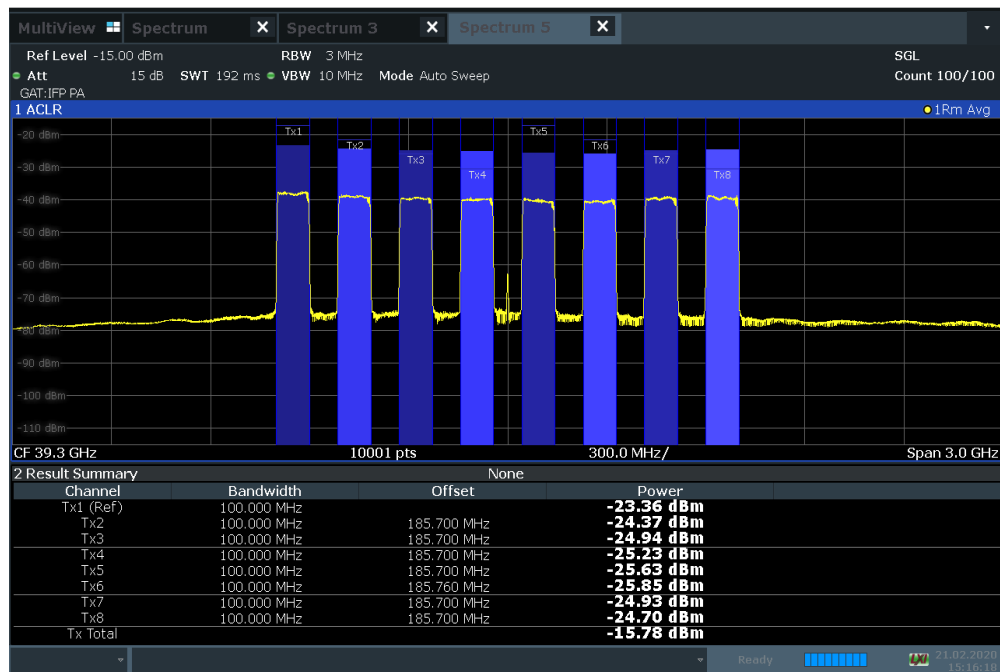 MultiView Spectrum X Spectrum 3 X Spectrum 5 X
Ref Level -15.00 dBm RBW 3 MHz SGL
Att 15 dB SWT 192 ms VBW 10 MHz Mode Auto Sweep Count 100/100
GAT:IFP PA
1 ACLR 1Rm Avg
Tx1 Tx5
-20 dBm
Tx2 Tx6
Tx3 Tx7
-30 dBm
Tx4 Tx8
-40 dBm
-50 dBm
-60 dBm
-70 dBm
-80 dBm
-90 dBm
-100 dBm
-110 dBm
CF 39.3 GHz 10001 pts 300.0 MHz/ Span 3.0 GHz
2 Result Summary None
Channel Bandwidth Offset Power
Tx1 (Ref) 100.000 MHz -23.36 dBm
Tx2 100.000 MHz 185.700 MHz -24.37 dBm
Tx3 100.000 MHz 185.700 MHz -24.94 dBm
Tx4 100.000 MHz 185.700 MHz -25.23 dBm
Tx5 100.000 MHz 185.700 MHz -25.63 dBm
Tx6 100.000 MHz 185.760 MHz -25.85 dBm
Tx7 100.000 MHz 185.700 MHz -24.93 dBm
Tx8 100.000 MHz 185.700 MHz -24.70 dBm
Tx Total -15.78 dBm
Ready LXI 21.02.2020
15:16:18